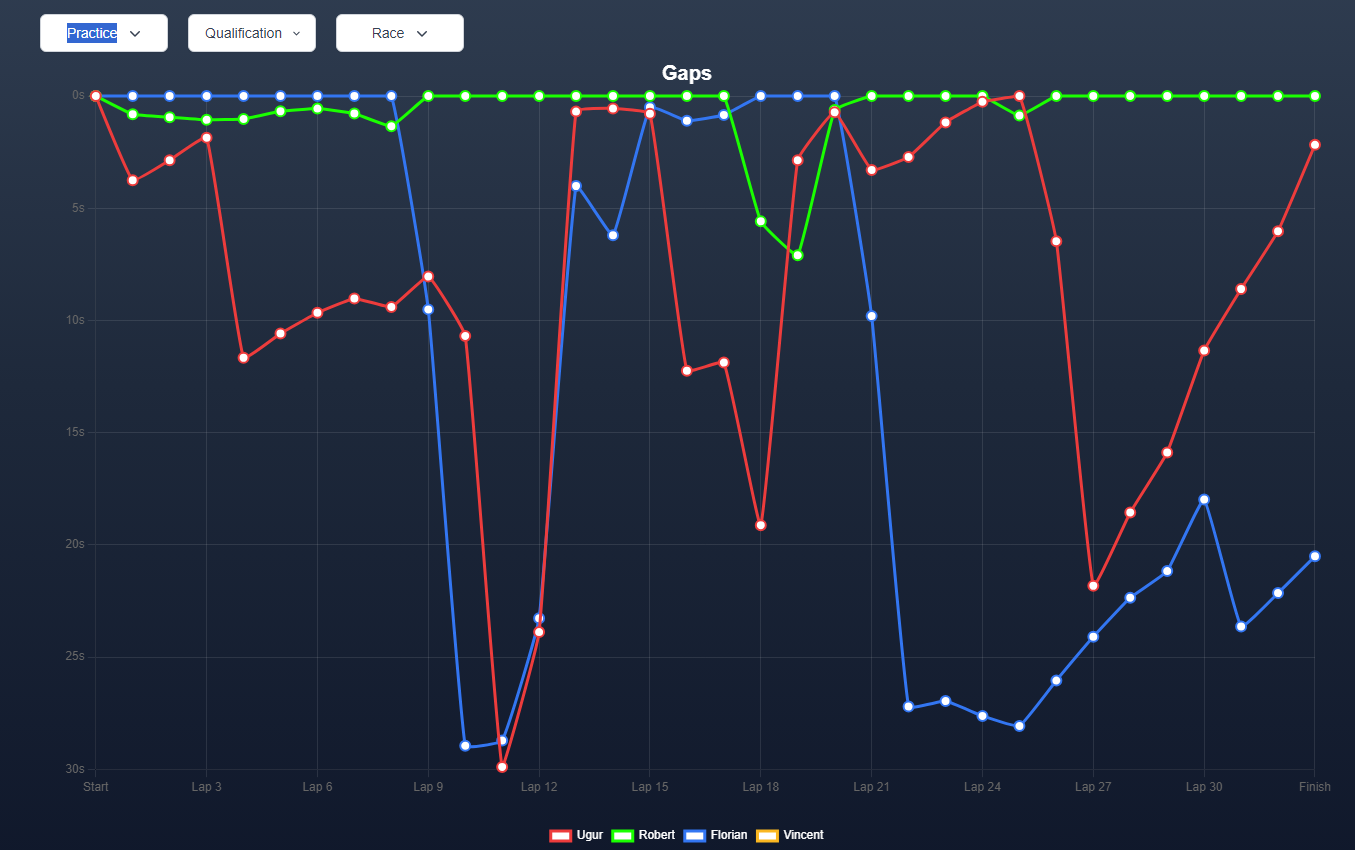 Practice Qualification Race
Gaps
0s
5s
10s
15s
20s
25s
30s
Start Lap 3 Lap 6 Lap 9 Lap 12 Lap 15 Lap 18 Lap 21 Lap 24 Lap 27 Lap 30 Finish
Ugur Robert Florian Vincent